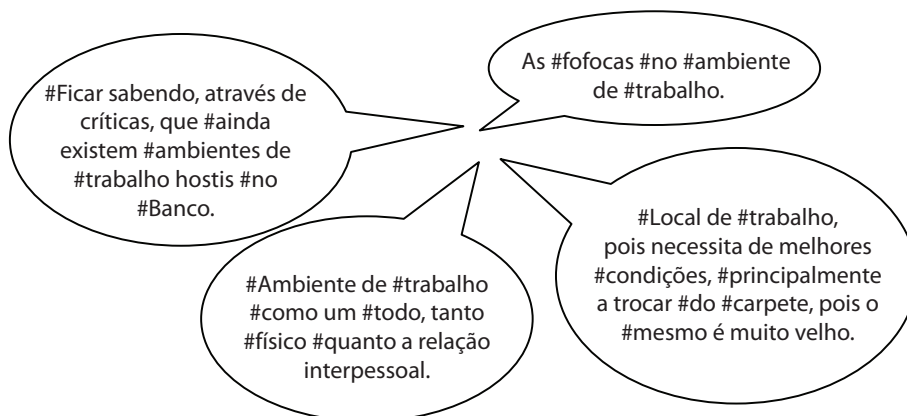 #Ficar sabendo, através de
críticas, que #ainda
existem #ambientes de
#trabalho hostis #no
#Banco.
As #fofocas #no #ambiente
de #trabalho.
#Ambiente de #trabalho
#como um #todo, tanto
#físico #quanto a relação
interpessoal.
#Local de #trabalho,
pois necessita de melhores
#condições, #principalmente
a trocar #do #carpete, pois o
#mesmo é muito velho.